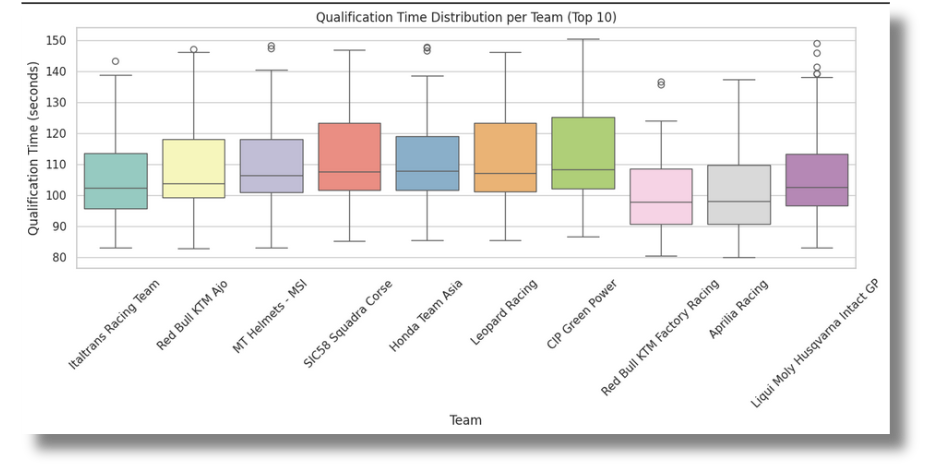 Qualification Time Distribution per Team (Top 10)
Qualification Time (seconds)
150
140
130
120
110
100
90
80
Italtrans Racing Team
Red Bull KTM Ajo
MT Helmets - MSI
SIC58 Squadra Corse
Honda Team Asia
Leopard Racing
CIP Green Power
Red Bull KTM Factory Racing
Aprilia Racing
Liqui Moly Husqvarna Intact GP
Team